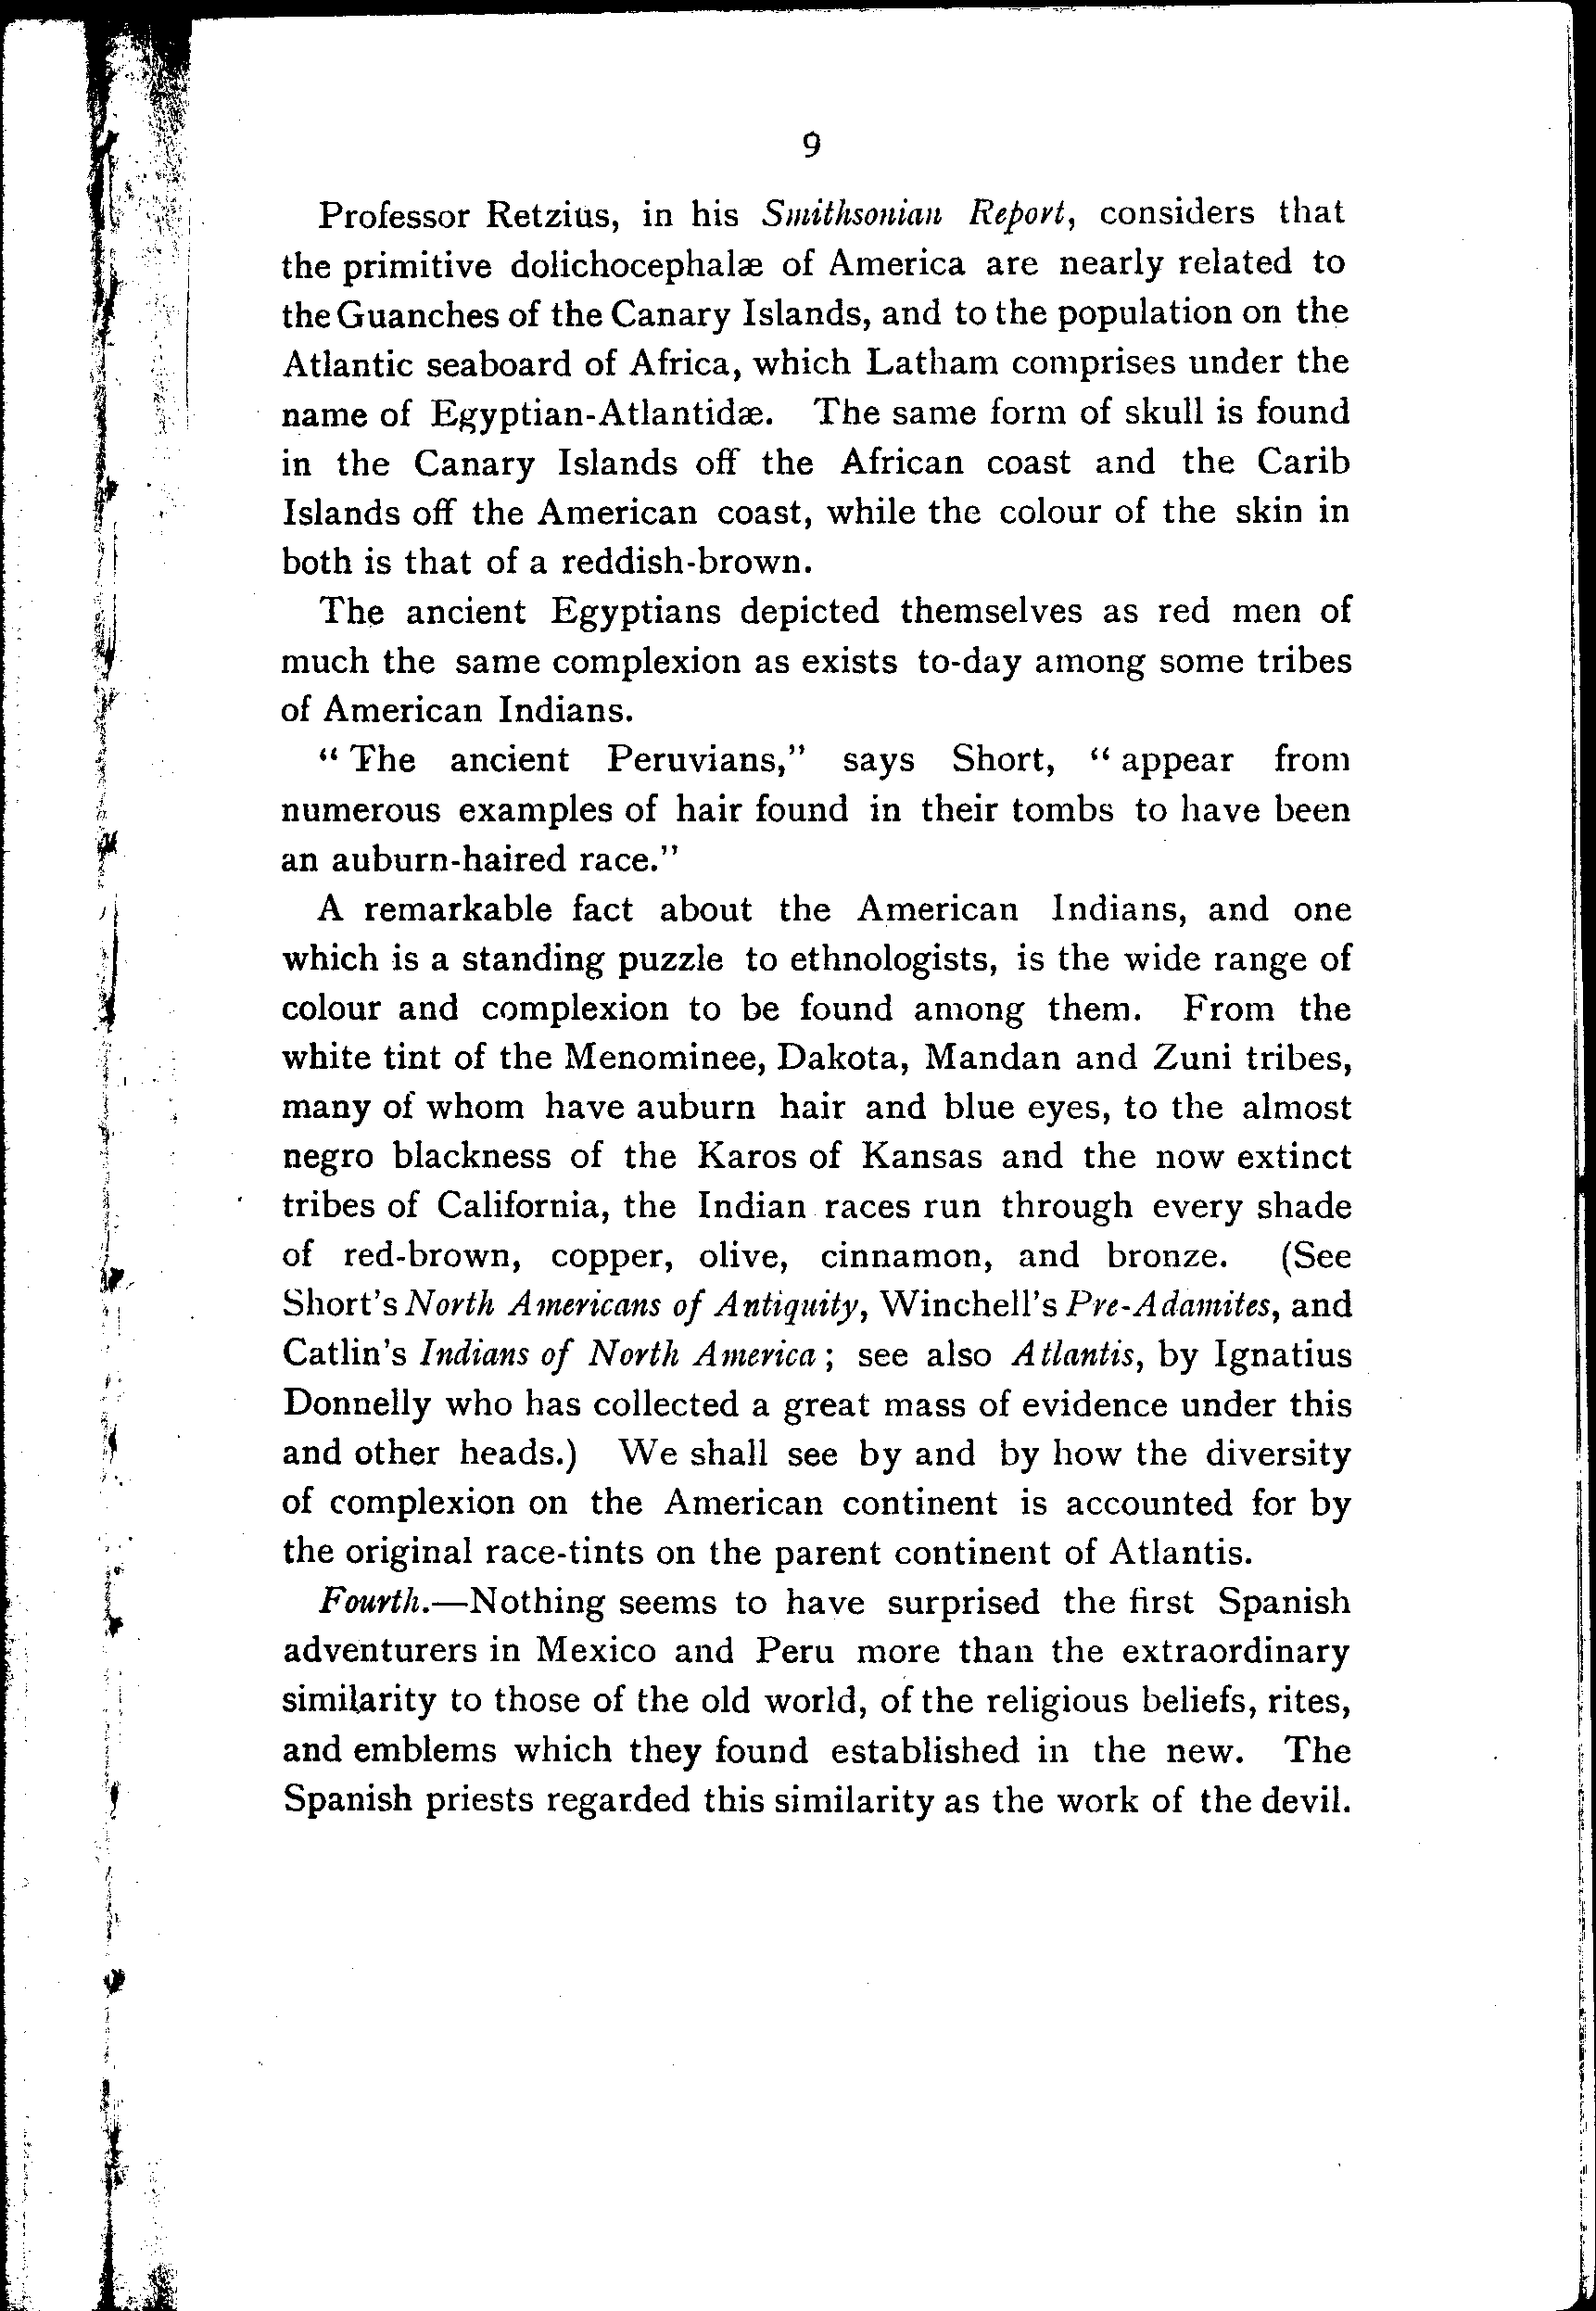 9
Professor Retzius, in his Smithsonian Report, considers that
the primitive dolichocephalæ of America are nearly related to
the Guanches of the Canary Islands, and to the population on the
Atlantic seaboard of Africa, which Latham comprises under the
name of Egyptian-Atlantidæ. The same form of skull is found
in the Canary Islands off the African coast and the Carib
Islands off the American coast, while the colour of the skin in
both is that of a reddish-brown.
The ancient Egyptians depicted themselves as red men of
much the same complexion as exists to-day among some tribes
of American Indians.
“ The ancient Peruvians,” says Short, “ appear from
numerous examples of hair found in their tombs to have been
an auburn-haired race.”
A remarkable fact about the American Indians, and one
which is a standing puzzle to ethnologists, is the wide range of
colour and complexion to be found among them. From the
white tint of the Menominee, Dakota, Mandan and Zuni tribes,
many of whom have auburn hair and blue eyes, to the almost
negro blackness of the Karos of Kansas and the now extinct
tribes of California, the Indian races run through every shade
of red-brown, copper, olive, cinnamon, and bronze. (See
Short's North Americans of Antiquity, Winchell's Pre-Adamites, and
Catlin's Indians of North America ; see also Atlantis, by Ignatius
Donnelly who has collected a great mass of evidence under this
and other heads.) We shall see by and by how the diversity
of complexion on the American continent is accounted for by
the original race-tints on the parent continent of Atlantis.
Fourth.—Nothing seems to have surprised the first Spanish
adventurers in Mexico and Peru more than the extraordinary
similarity to those of the old world, of the religious beliefs, rites,
and emblems which they found established in the new. The
Spanish priests regarded this similarity as the work of the devil.